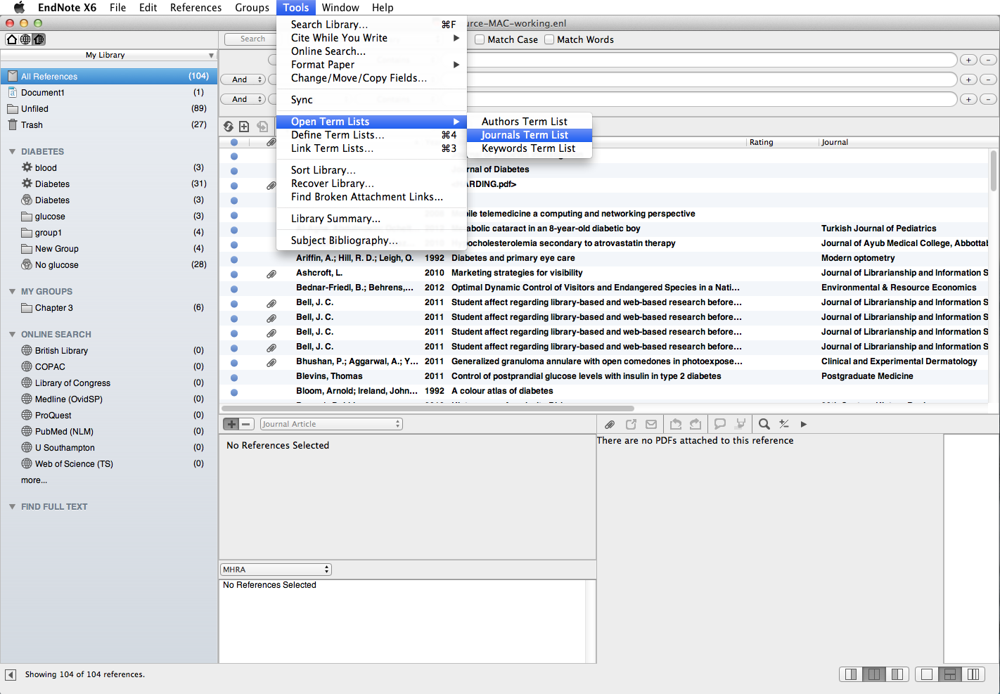 EndNote X6 File Edit References Groups Tools Window Help
urce-MAC-working.enl
Search Library... ⌘F
Cite While You Write
Online Search...
Format Paper
Change/Move/Copy Fields...
Sync
Open Term Lists
Define Term Lists... ⌘4
Link Term Lists... ⌘3
Sort Library...
Recover Library...
Find Broken Attachment Links...
Library Summary...
Subject Bibliography...
Authors Term List
Journals Term List
Keywords Term List
Search
Match Case Match Words
And
And
My Library
All References (104)
Document1 (1)
Unfiled (89)
Trash (27)
DIABETES
blood (3)
Diabetes (31)
Diabetes (3)
glucose (3)
group1 (4)
New Group (4)
No glucose (28)
MY GROUPS
Chapter 3 (6)
ONLINE SEARCH
British Library (0)
COPAC (0)
Library of Congress (0)
Medline (OvidSP) (0)
ProQuest (0)
PubMed (NLM) (0)
U Southampton (0)
Web of Science (TS) (0)
more...
FIND FULL TEXT
Rating Journal
rnal of Diabetes
ARDING.pdf>
bile telemedicine a computing and networking perspective
abolic cataract in an 8-year-old diabetic boy Turkish Journal of Pediatrics
pocholesterolemia secondary to atrovastatin therapy Journal of Ayub Medical College, Abbottab
Ariffin, A.; Hill, R. D.; Leigh, O. 1992 Diabetes and primary eye care Modern optometry
Ashcroft, L. 2010 Marketing strategies for visibility Journal of Librarianship and Information S
Bednar-Friedl, B.; Behrens,... 2012 Optimal Dynamic Control of Visitors and Endangered Species in a Nati... Environmental & Resource Economics
Bell, J. C. 2011 Student affect regarding library-based and web-based research before... Journal of Librarianship and Information S
Bell, J. C. 2011 Student affect regarding library-based and web-based research before... Journal of Librarianship and Information S
Bell, J. C. 2011 Student affect regarding library-based and web-based research before... Journal of Librarianship and Information S
Bell, J. C. 2011 Student affect regarding library-based and web-based research before... Journal of Librarianship and Information S
Bhushan, P.; Aggarwal, A.; Y... 2011 Generalized granuloma annulare with open comedones in photoexpose... Clinical and Experimental Dermatology
Blevins, Thomas 2011 Control of postprandial glucose levels with insulin in type 2 diabetes Postgraduate Medicine
Bloom, Arnold; Ireland, John... 1992 A colour atlas of diabetes
Journal Article
No References Selected
There are no PDFs attached to this reference
MHRA
No References Selected
Showing 104 of 104 references.